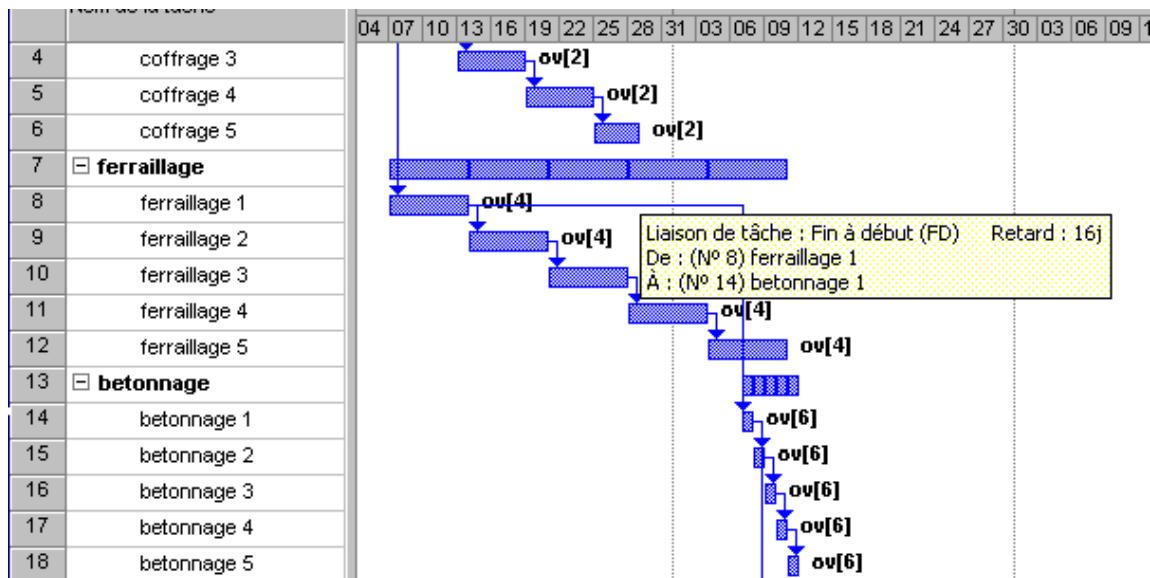 Nom de la tâche
04 07 10 13 16 19 22 25 28 31 03 06 09 12 15 18 21 24 27 30 03 06 09 1
4 coffrage 3 ov[2]
5 coffrage 4 ov[2]
6 coffrage 5 ov[2]
7 ferraillage
8 ferraillage 1 ov[4]
9 ferraillage 2 ov[4]
Liaison de tâche : Fin à début (FD) Retard : 16j
De : (Nº 8) ferraillage 1
À : (Nº 14) betonnage 1
10 ferraillage 3
11 ferraillage 4 ov[4]
12 ferraillage 5 ov[4]
13 betonnage
14 betonnage 1 ov[6]
15 betonnage 2 ov[6]
16 betonnage 3 ov[6]
17 betonnage 4 ov[6]
18 betonnage 5 ov[6]